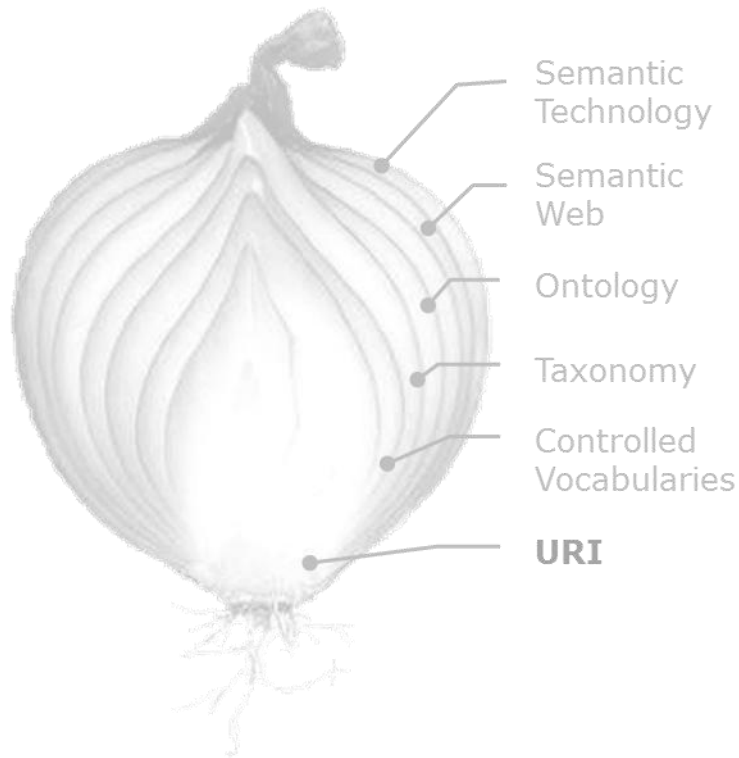 Semantic
Technology
Semantic
Web
Ontology
Taxonomy
Controlled
Vocabularies
URI